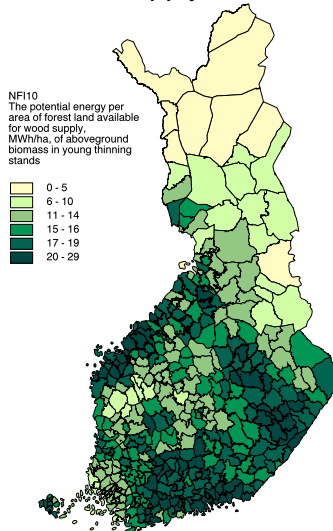 NFI10
The potential energy per
area of forest land available
for wood supply,
MWh/ha, of aboveground
biomass in young thinning
stands
0 - 5
6 - 10
11 - 14
15 - 16
17 - 19
20 - 29